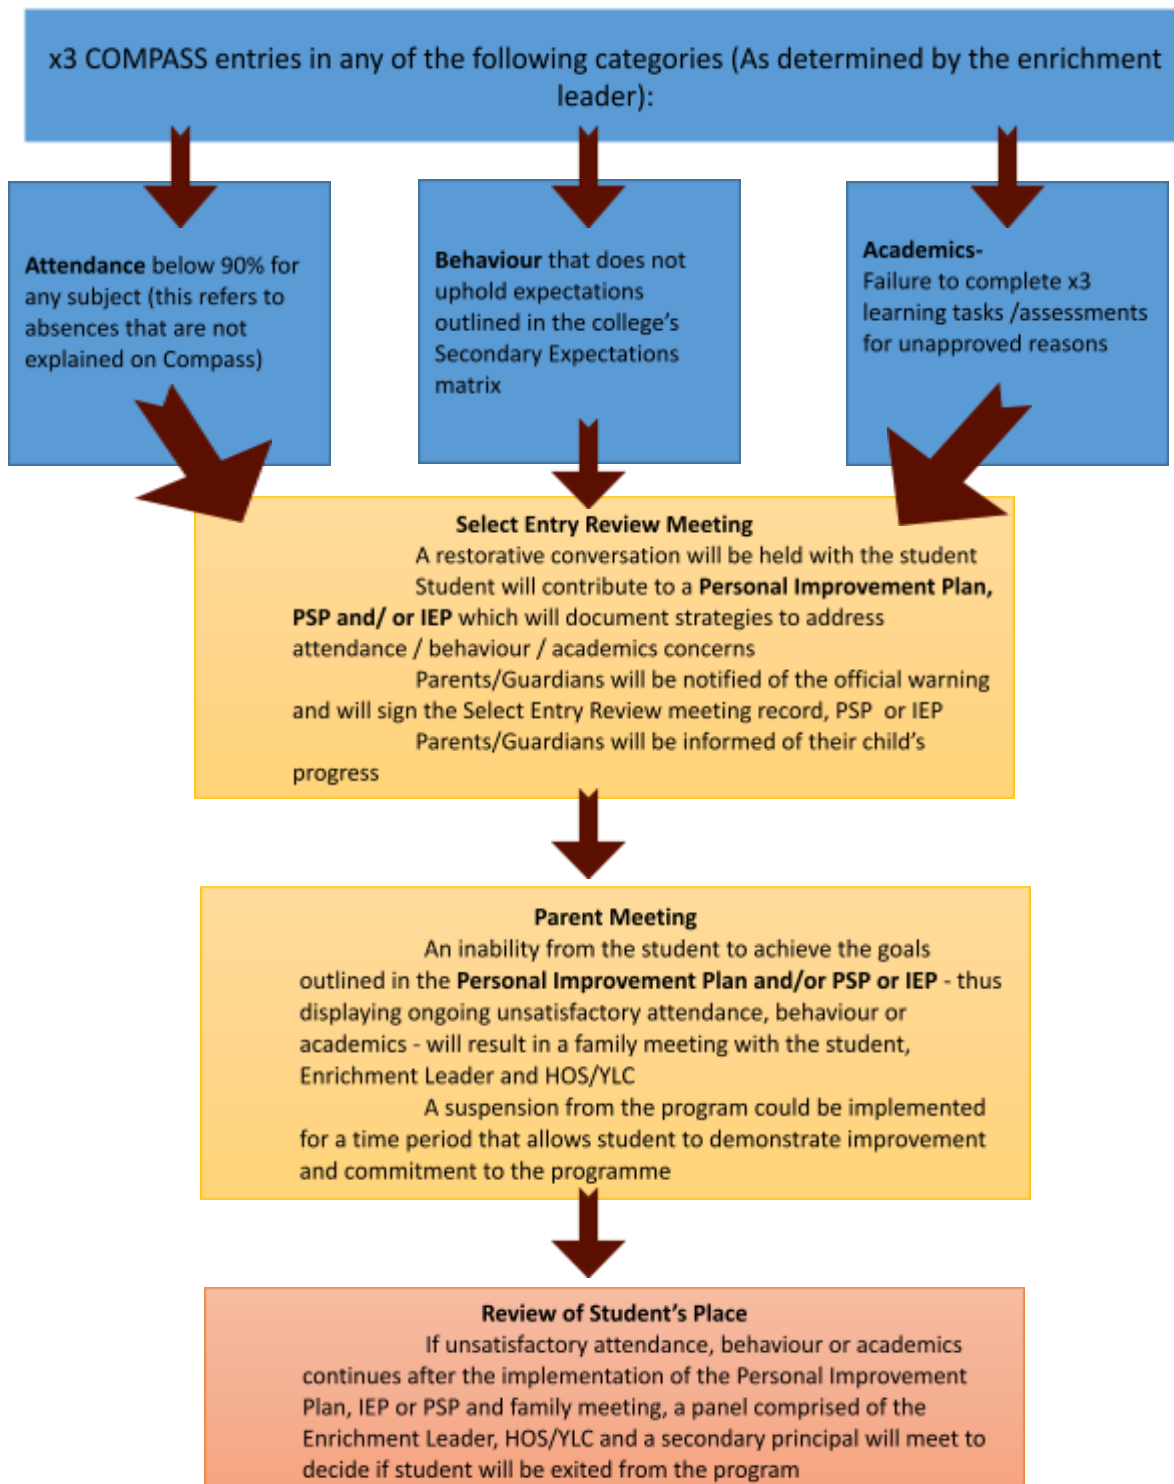 x3 COMPASS entries in any of the following categories (As determined by the enrichment
leader):
Attendance below 90% for
any subject (this refers to
absences that are not
explained on Compass)
Behaviour that does not
uphold expectations
outlined in the college's
Secondary Expectations
matrix
Academics-
Failure to complete x3
learning tasks /assessments
for unapproved reasons
Select Entry Review Meeting
A restorative conversation will be held with the student
Student will contribute to a Personal Improvement Plan,
PSP and/ or IEP which will document strategies to address
attendance / behaviour / academics concerns
Parents/Guardians will be notified of the official warning
and will sign the Select Entry Review meeting record, PSP or IEP
Parents/Guardians will be informed of their child's
progress
Parent Meeting
An inability from the student to achieve the goals
outlined in the Personal Improvement Plan and/or PSP or IEP - thus
displaying ongoing unsatisfactory attendance, behaviour or
academics - will result in a family meeting with the student,
Enrichment Leader and HOS/YLC
A suspension from the program could be implemented
for a time period that allows student to demonstrate improvement
and commitment to the programme
Review of Student's Place
If unsatisfactory attendance, behaviour or academics
continues after the implementation of the Personal Improvement
Plan, IEP or PSP and family meeting, a panel comprised of the
Enrichment Leader, HOS/YLC and a secondary principal will meet to
decide if student will be exited from the program